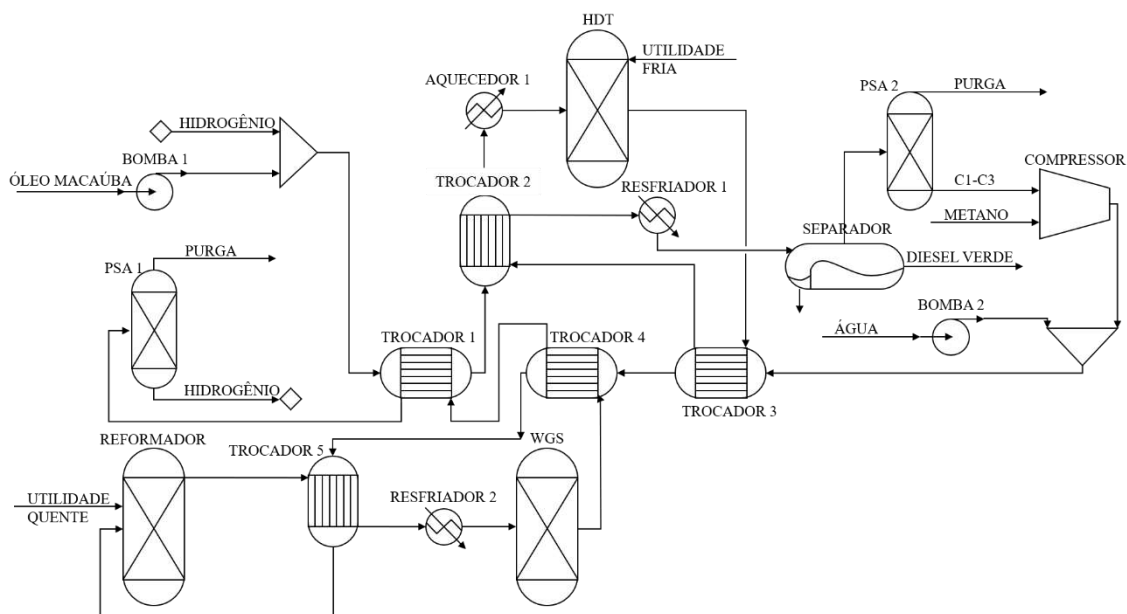 HDT
UTILIDADE
FRIA
AQUECEDOR 1
PSA 2
PURGA
HIDROGÊNIO
BOMBA 1
ÓLEO MACAÚBA
TROCADOR 2
RESFRIADOR 1
COMPRESSOR
C1-C3
METANO
SEPARADOR
DIESEL VERDE
PURGA
PSA 1
BOMBA 2
ÁGUA
TROCADOR 1
TROCADOR 4
TROCADOR 3
HIDROGÊNIO
REFORMADOR
TROCADOR 5
WGS
UTILIDADE
QUENTE
RESFRIADOR 2